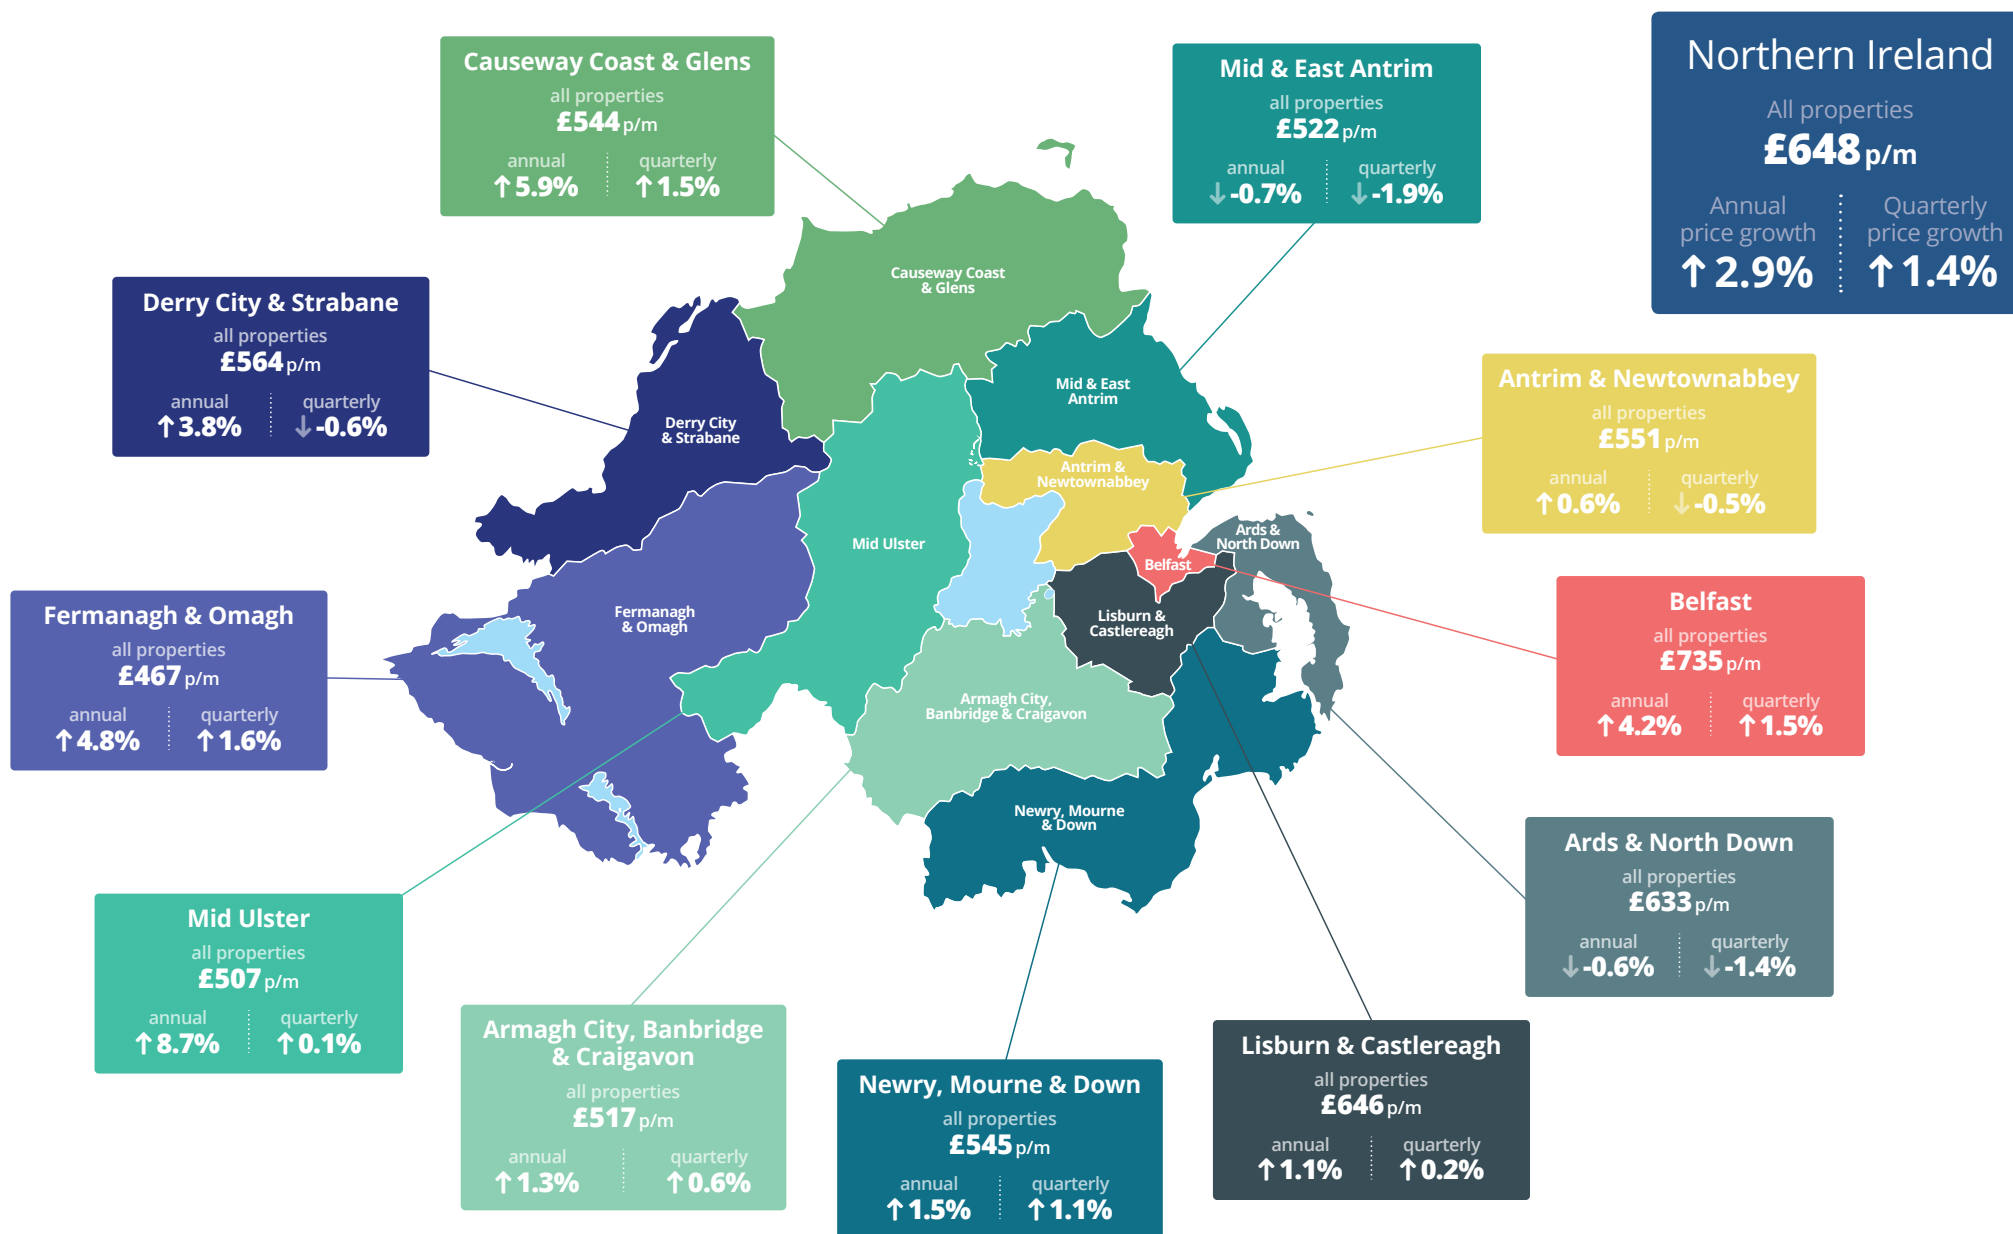 Causeway Coast & Glens
all properties
£544 p/m
annual
↑5.9%
quarterly
↑1.5%
Mid & East Antrim
all properties
£522 p/m
annual
↓-0.7%
quarterly
↓-1.9%
Northern Ireland
All properties
£648 p/m
Annual
price growth
↑2.9%
Quarterly
price growth
↑1.4%
Derry City & Strabane
all properties
£564 p/m
annual
↑3.8%
quarterly
↓-0.6%
Antrim & Newtownabbey
all properties
£551 p/m
annual
↑0.6%
quarterly
↓-0.5%
Causeway Coast
& Glens
Mid & East
Antrim
Derry City
& Strabane
Antrim &
Newtownabbey
Mid Ulster
Ards &
North Down
Belfast
Fermanagh
& Omagh
Lisburn &
Castlereagh
Armagh City,
Banbridge & Craigavon
Newry, Mourne
& Down
Fermanagh & Omagh
all properties
£467 p/m
annual
↑4.8%
quarterly
↑1.6%
Belfast
all properties
£735 p/m
annual
↑4.2%
quarterly
↑1.5%
Ards & North Down
all properties
£633 p/m
annual
↓-0.6%
quarterly
↓-1.4%
Mid Ulster
all properties
£507 p/m
annual
↑8.7%
quarterly
↑0.1%
Armagh City, Banbridge
& Craigavon
all properties
£517 p/m
annual
↑1.3%
quarterly
↑0.6%
Newry, Mourne & Down
all properties
£545 p/m
annual
↑1.5%
quarterly
↑1.1%
Lisburn & Castlereagh
all properties
£646 p/m
annual
↑1.1%
quarterly
↑0.2%